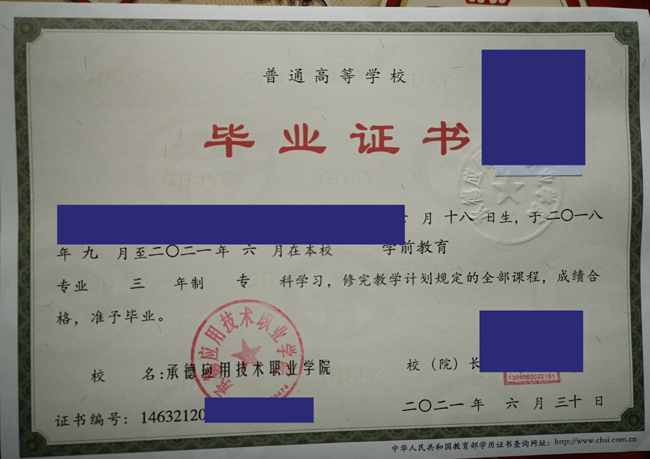 普通高等学校
毕业证书
月 十八 日生，于二〇一八
年 九 月至二〇二一年 六 月在本校 学前教育
专业 三 年制 专 科学习，修完教学计划规定的全部课程，成绩合
格，准予毕业。
校 名：承德应用技术职业学院
校（院）长
证书编号：14632120
二〇二一年 六 月 三十 日
中华人民共和国教育部学历证书查询网址：http://www.chsi.com.cn